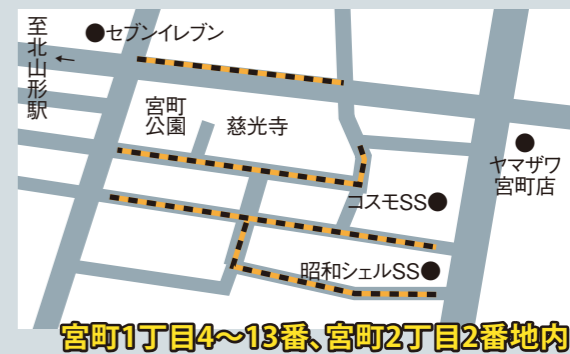 至北山形駅
←
●セブンイレブン
宮町
公園
慈光寺
ヤマザワ
宮町店
コスモSS●
昭和シェルSS●
宮町1丁目4〜13番、宮町2丁目2番地内